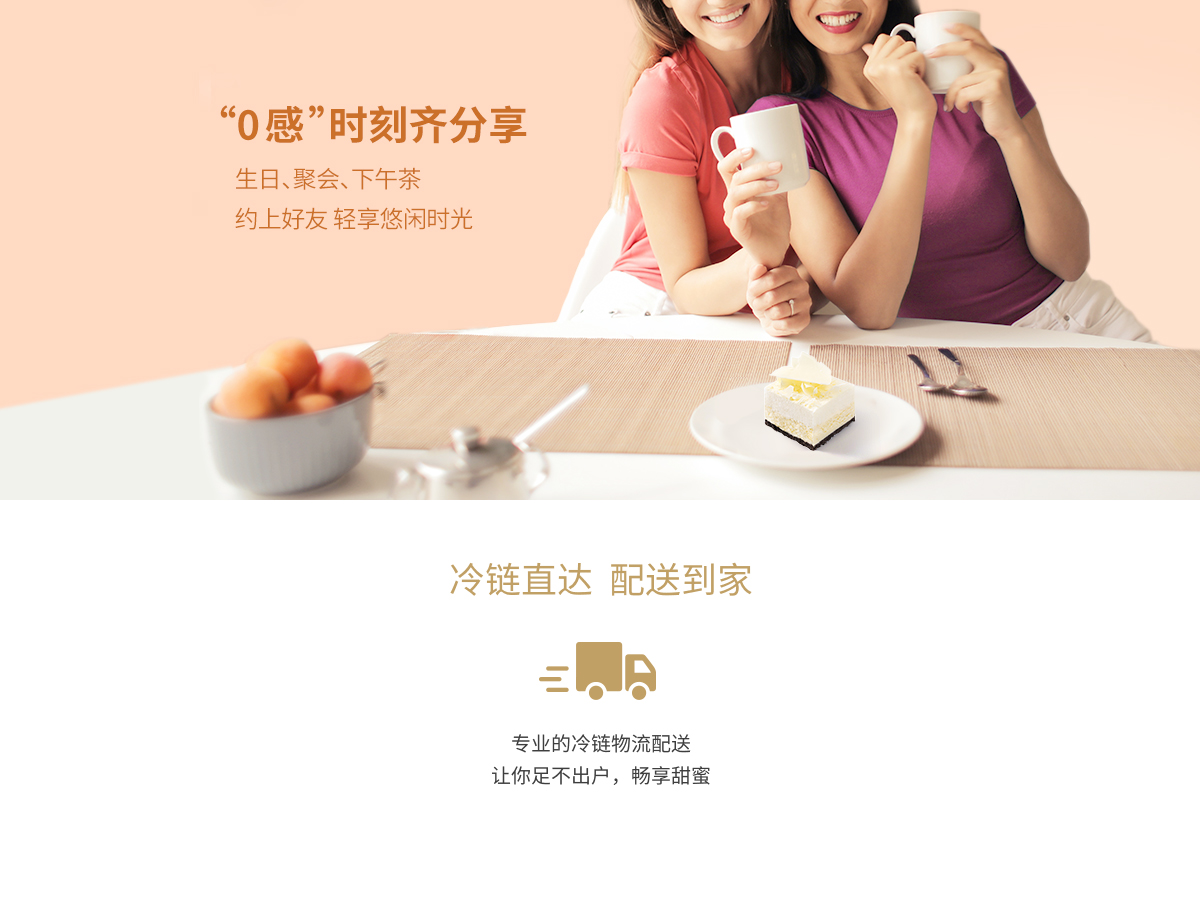 “0感”时刻齐分享
生日、聚会、下午茶
约上好友 轻享悠闲时光
冷链直达 配送到家
专业的冷链物流配送
让你足不出户，畅享甜蜜